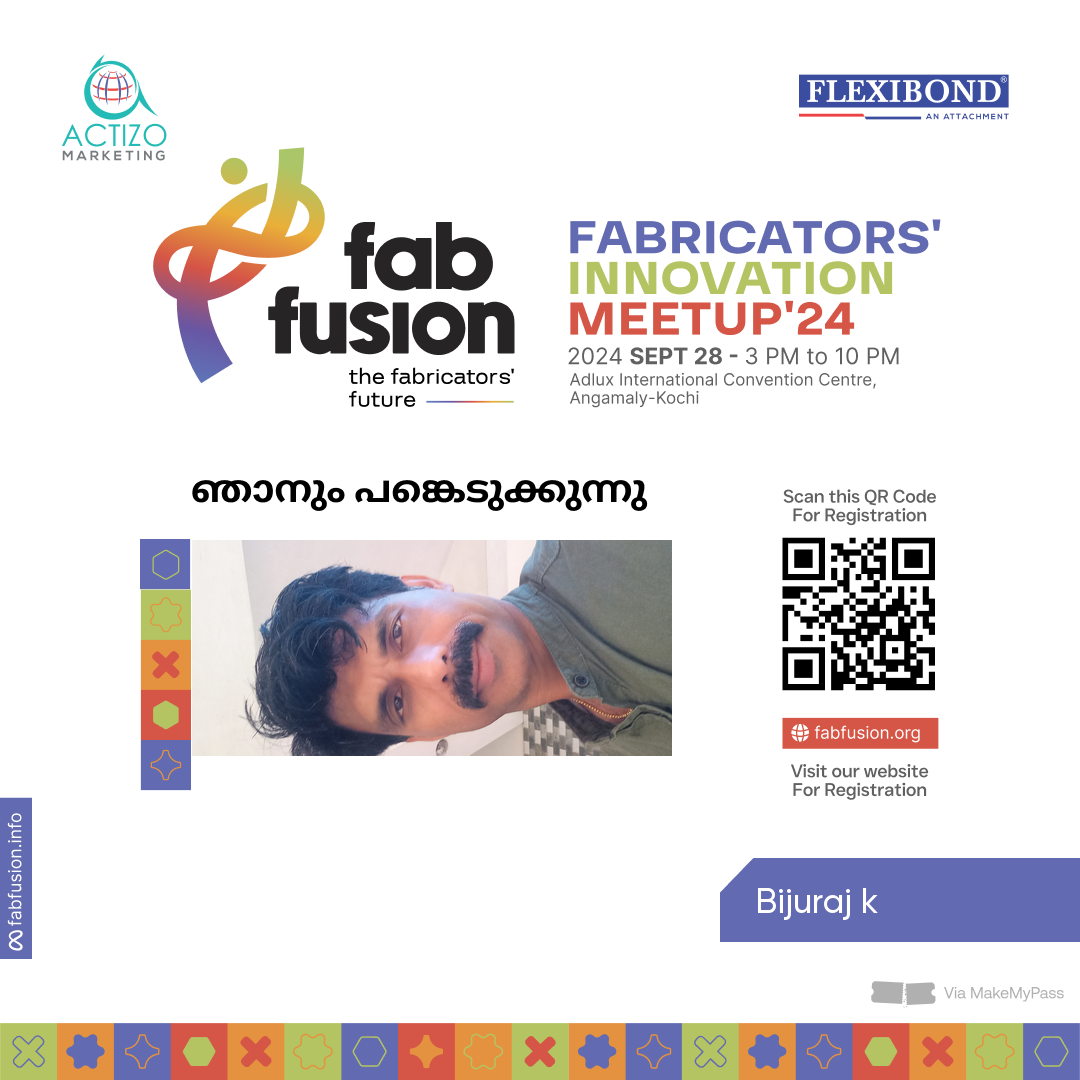 ACTIZO
MARKETING
FLEXIBOND®
AN ATTACHMENT
fab
fusion
the fabricators'
future
FABRICATORS'
INNOVATION
MEETUP'24
2024 SEPT 28 - 3 PM to 10 PM
Adlux International Convention Centre,
Angamaly-Kochi
ഞാനും പങ്കെടുക്കുന്നു
Scan this QR Code
For Registration
fabfusion.org
Visit our website
For Registration
fabfusion.info
Bijuraj k
Via MakeMyPass